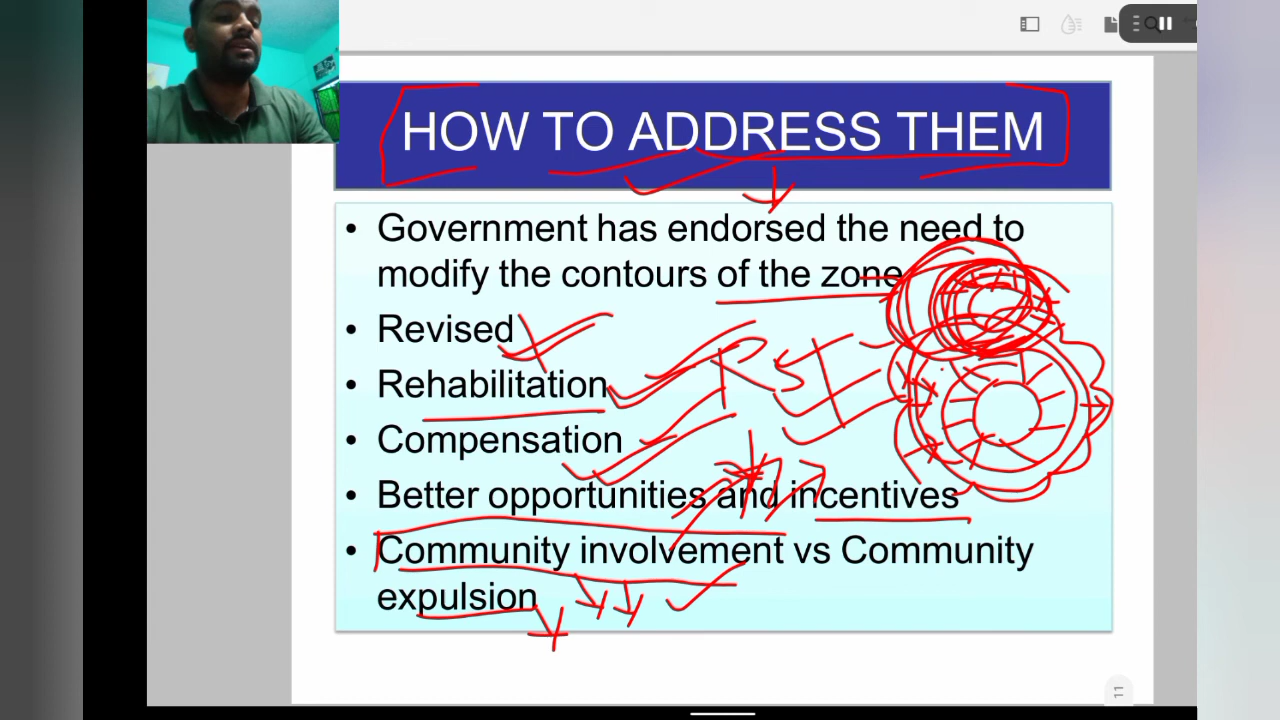 HOW TO ADDRESS THEM
• Government has endorsed the need to
modify the contours of the zone
• Revised
• Rehabilitation
• Compensation
• Better opportunities and incentives
• Community involvement vs Community
expulsion
11